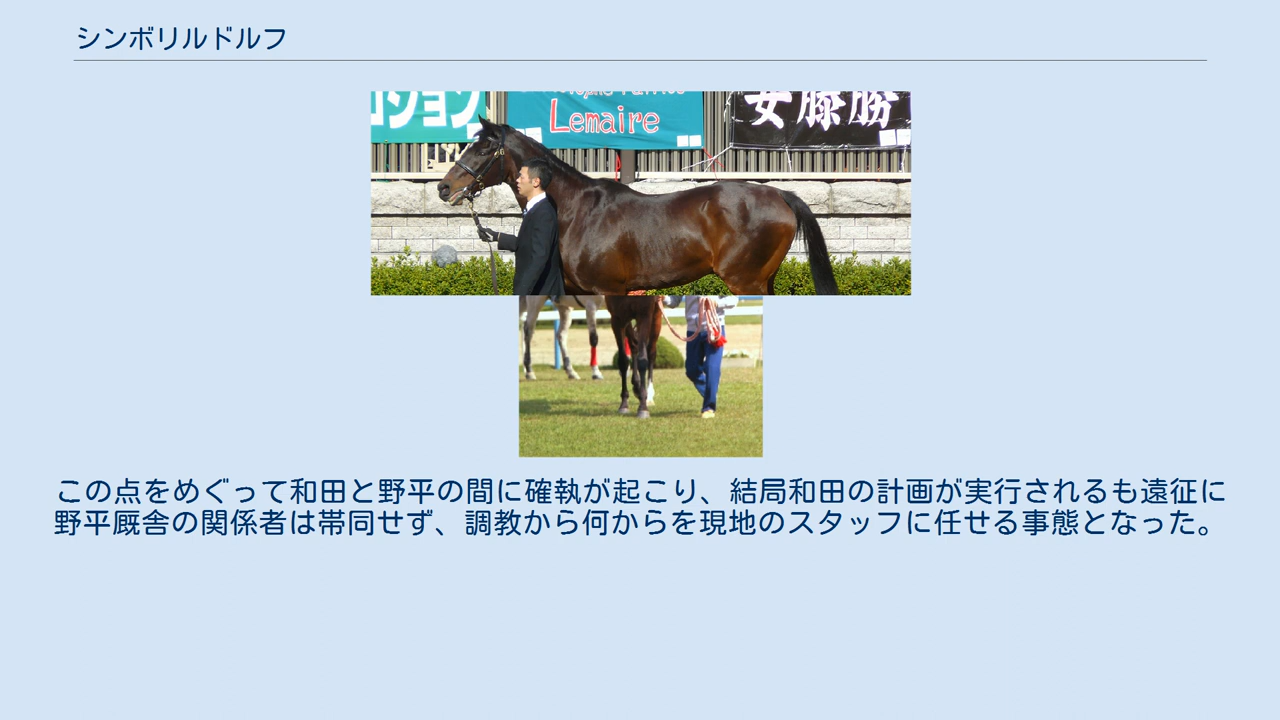 シンボリルドルフ
Lemaire
安藤勝
この点をめぐって和田と野平の間に確執が起こり、結局和田の計画が実行されるも遠征に
野平厩舎の関係者は帯同せず、調教から何からを現地のスタッフに任せる事態となった。